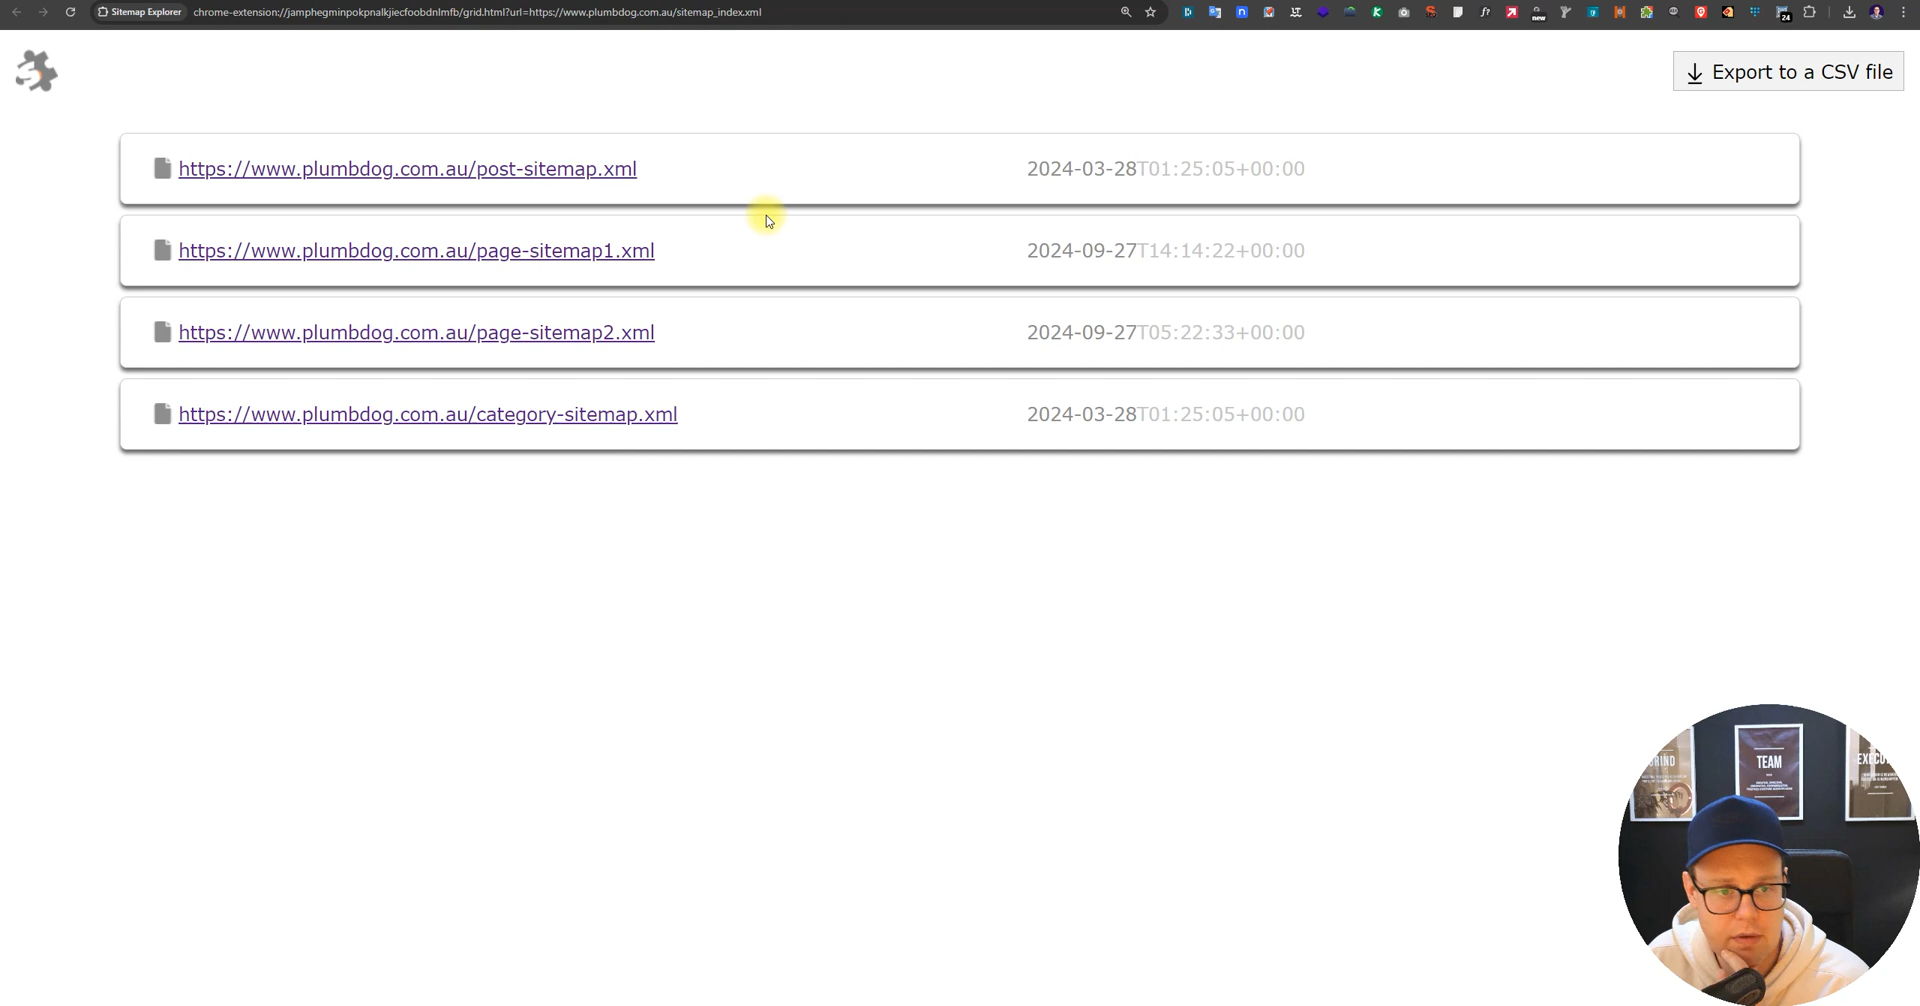 Sitemap Explorer
chrome-extension://jamphegminpokpnalkjiecfoobdnlmfb/grid.html?url=https://www.plumbdog.com.au/sitemap_index.xml
new
24
Export to a CSV file
https://www.plumbdog.com.au/post-sitemap.xml 2024-03-28T01:25:05+00:00
https://www.plumbdog.com.au/page-sitemap1.xml 2024-09-27T14:14:22+00:00
https://www.plumbdog.com.au/page-sitemap2.xml 2024-09-27T05:22:33+00:00
https://www.plumbdog.com.au/category-sitemap.xml 2024-03-28T01:25:05+00:00
TEAM